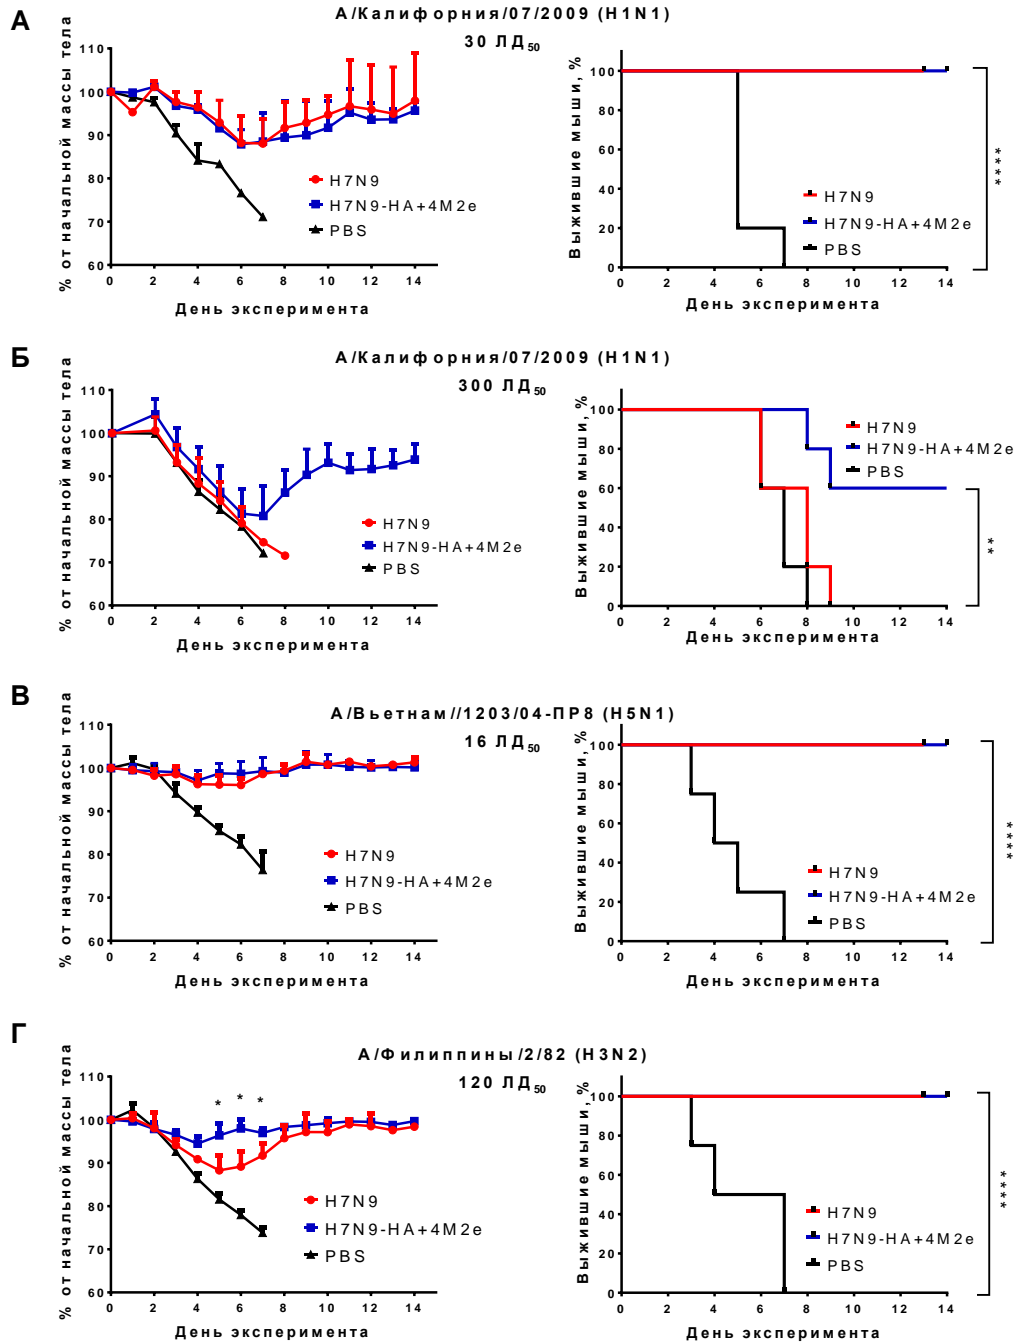 А
А/Калифорния/07/2009 (H1N1)
30 ЛД50
% от начальной массы тела
110
100
90
80
70
60
0 2 4 6 8 10 12 14
День эксперимента
H7N9
H7N9-HA+4M2e
PBS
Выжившие мыши, %
100
80
60
40
20
0
0 2 4 6 8 10 12 14
День эксперимента
H7N9
H7N9-HA+4M2e
PBS
****
Б
А/Калифорния/07/2009 (H1N1)
300 ЛД50
% от начальной массы тела
110
100
90
80
70
60
0 2 4 6 8 10 12 14
День эксперимента
H7N9
H7N9-HA+4M2e
PBS
Выжившие мыши, %
100
80
60
40
20
0
0 2 4 6 8 10 12 14
День эксперимента
H7N9
H7N9-HA+4M2e
PBS
**
В
А/Вьетнам//1203/04-ПР8 (H5N1)
16 ЛД50
% от начальной массы тела
110
100
90
80
70
60
0 2 4 6 8 10 12 14
День эксперимента
H7N9
H7N9-HA+4M2e
PBS
Выжившие мыши, %
100
80
60
40
20
0
0 2 4 6 8 10 12 14
День эксперимента
H7N9
H7N9-HA+4M2e
PBS
****
Г
А/Филиппины/2/82 (H3N2)
120 ЛД50
% от начальной массы тела
110
100
90
80
70
60
0 2 4 6 8 10 12 14
День эксперимента
* * *
H7N9
H7N9-HA+4M2e
PBS
Выжившие мыши, %
100
80
60
40
20
0
0 2 4 6 8 10 12 14
День эксперимента
H7N9
H7N9-HA+4M2e
PBS
****